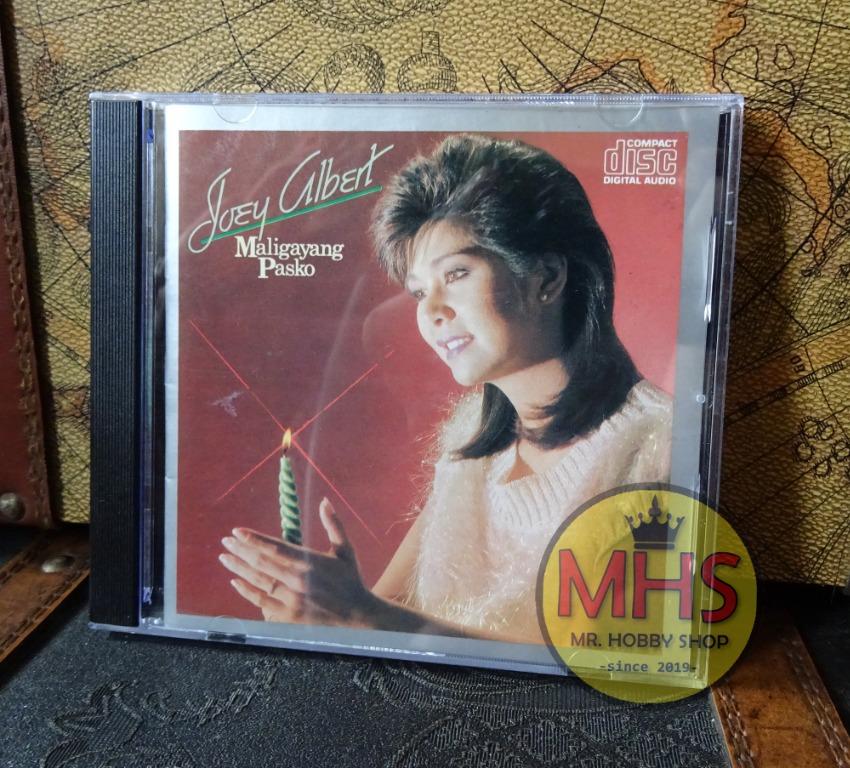 Joey Albert
Maligayang
Pasko
COMPACT
disc
DIGITAL AUDIO
MHS
MR. HOBBY SHOP
-since 2019-